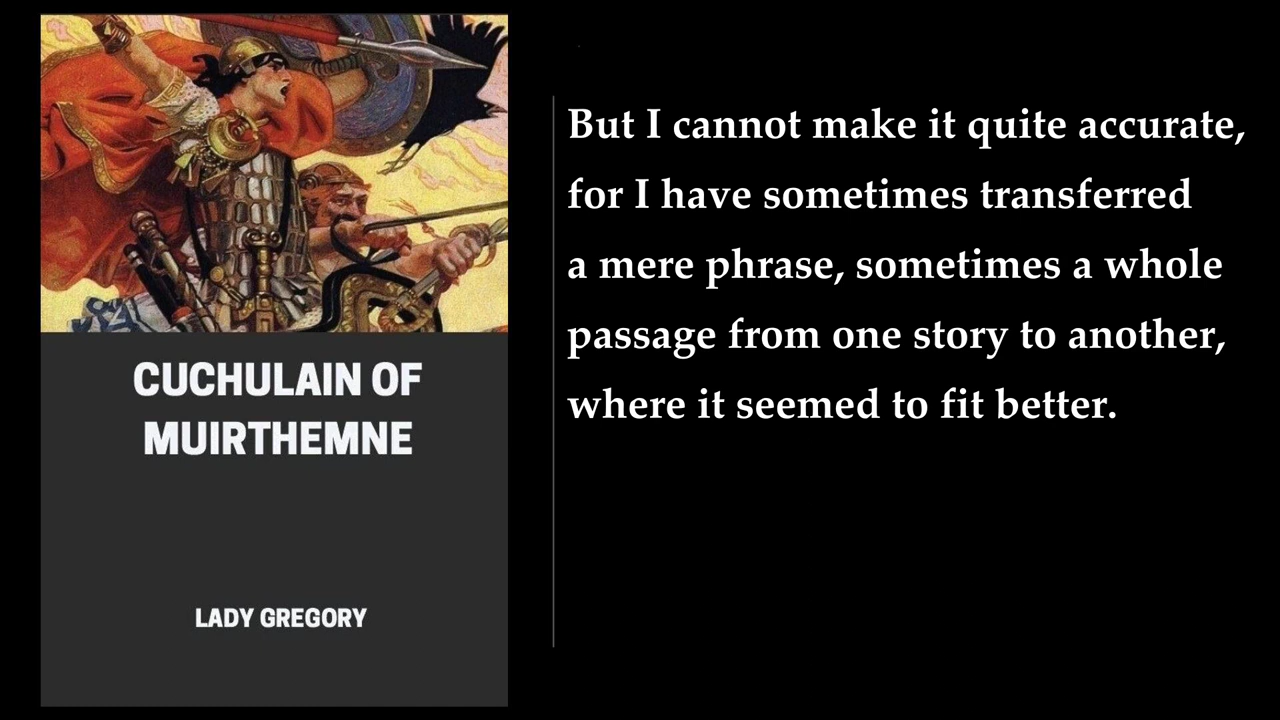 CUCHULAIN OF
MUIRTHEMNE
LADY GREGORY
But I cannot make it quite accurate,
for I have sometimes transferred
a mere phrase, sometimes a whole
passage from one story to another,
where it seemed to fit better.